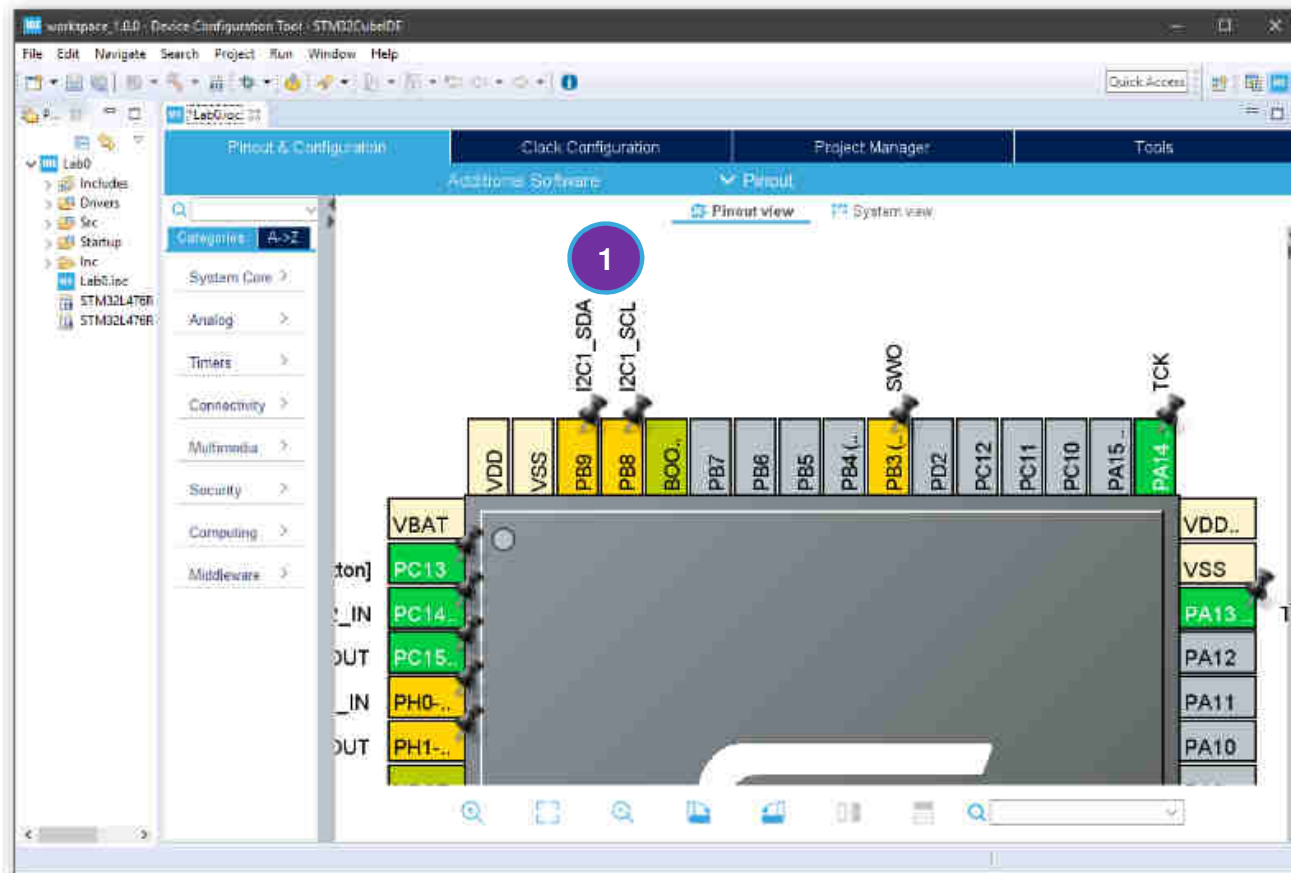 workspace_1.0.0 - Device Configuration Tool - STM32CubeIDE
File Edit Navigate Search Project Run Window Help
Quick Access
P...
*Lab0.ioc
Pinout & Configuration Clock Configuration Project Manager Tools
Additional Software Pinout
Pinout view System view
Lab0
Includes
Drivers
Src
Startup
Inc
Lab0.ioc
STM32L476R
STM32L476R
Categories A->Z
System Core
Analog
Timers
Connectivity
Multimedia
Security
Computing
Middleware
1
I2C1_SDA
I2C1_SCL
SWO
TCK
VDD
VSS
PB9
PB8
BOO..
PB7
PB6
PB5
PB4 (..
PB3 (..
PD2
PC12
PC11
PC10
PA15 ..
PA14 ..
VBAT
tton] PC13
2_IN PC14..
OUT PC15..
_IN PH0-..
OUT PH1-..
VDD..
VSS
PA13 .. T
PA12
PA11
PA10